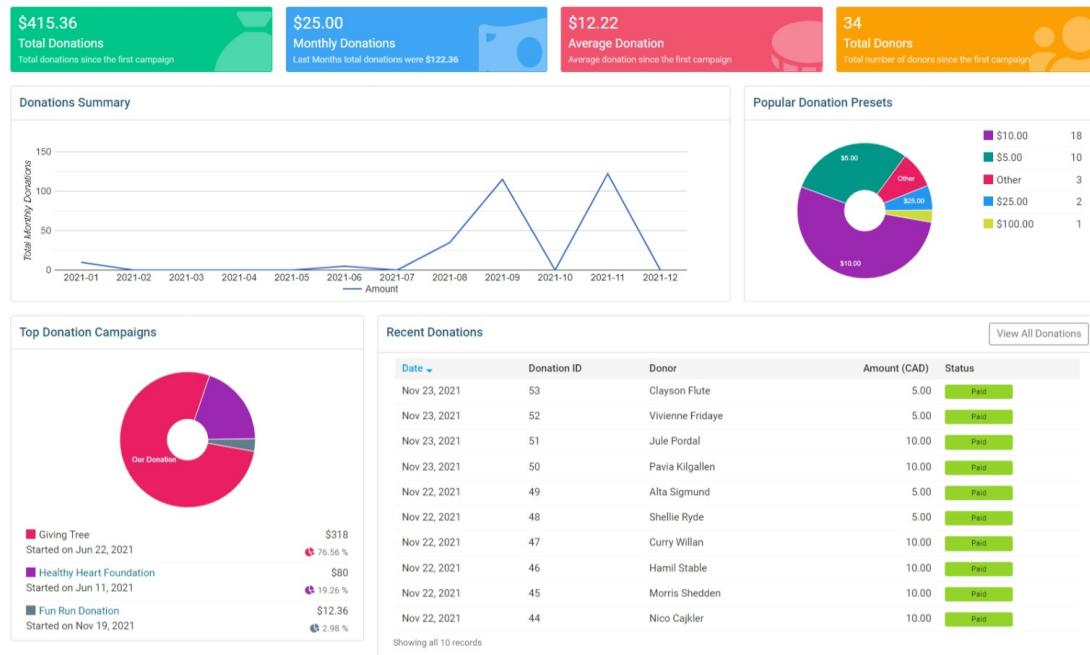 $415.36
Total Donations
Total donations since the first campaign
$25.00
Monthly Donations
Last Months total donations were $122.36
$12.22
Average Donation
Average donation since the first campaign
34
Total Donors
Total number of donors since the first campaign
Donations Summary
Total Monthly Donations
150
100
50
0
2021-01 2021-02 2021-03 2021-04 2021-05 2021-06 2021-07 2021-08 2021-09 2021-10 2021-11 2021-12
Amount
Popular Donation Presets
$5.00
Other
$25.00
$10.00
$10.00 18
$5.00 10
Other 3
$25.00 2
$100.00 1
Top Donation Campaigns
Our Donation
Giving Tree $318
Started on Jun 22, 2021 76.56 %
Healthy Heart Foundation $80
Started on Jun 11, 2021 19.26 %
Fun Run Donation $12.36
Started on Nov 19, 2021 2.98 %
Recent Donations
View All Donations
Date Donation ID Donor Amount (CAD) Status
Nov 23, 2021 53 Clayson Flute 5.00 Paid
Nov 23, 2021 52 Vivienne Fridaye 5.00 Paid
Nov 23, 2021 51 Jule Pordal 10.00 Paid
Nov 23, 2021 50 Pavia Kilgallen 10.00 Paid
Nov 22, 2021 49 Alta Sigmund 5.00 Paid
Nov 22, 2021 48 Shellie Ryde 5.00 Paid
Nov 22, 2021 47 Curry Willan 10.00 Paid
Nov 22, 2021 46 Hamil Stable 10.00 Paid
Nov 22, 2021 45 Morris Shedden 10.00 Paid
Nov 22, 2021 44 Nico Cajkler 10.00 Paid
Showing all 10 records